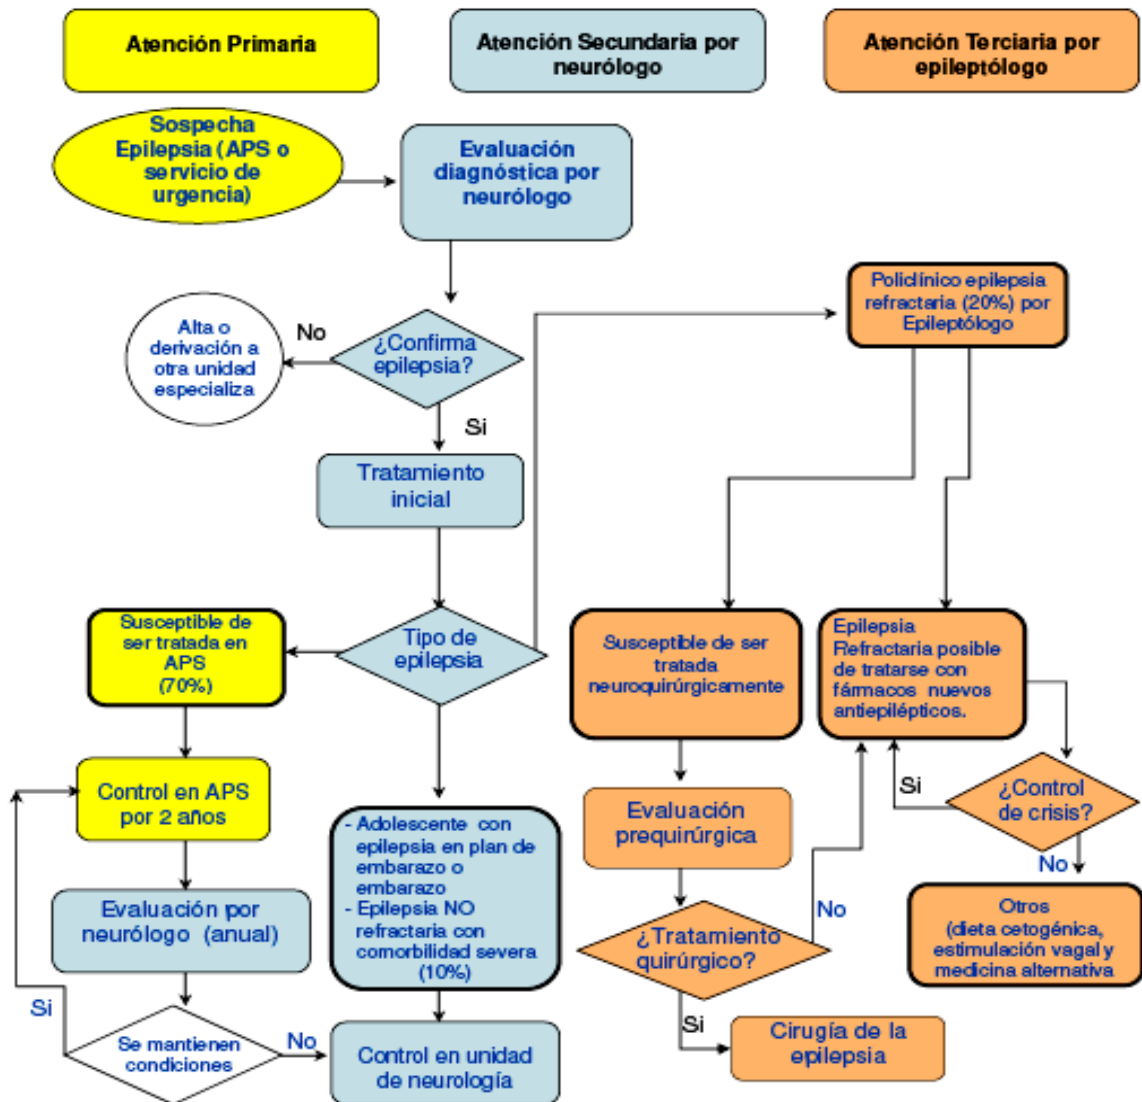 Atención Primaria
Atención Secundaria por
neurólogo
Atención Terciaria por
epileptólogo
Sospecha
Epilepsia (APS o
servicio de
urgencia)
Evaluación
diagnóstica por
neurólogo
Policlínico epilepsia
refractaria (20%) por
Epileptólogo
Alta o
derivación a
otra unidad
especializa
No
¿Confirma
epilepsia?
Si
Tratamiento
inicial
Susceptible de
ser tratada en
APS
(70%)
Tipo de
epilepsia
Susceptible de ser
tratada
neuroquirúrgicamente
Epilepsia
Refractaria posible
de tratarse con
fármacos nuevos
antiepilépticos.
Control en APS
por 2 años
- Adolescente con
epilepsia en plan de
embarazo o
embarazo
- Epilepsia NO
refractaria con
comorbilidad severa
(10%)
Evaluación
prequirúrgica
Si
¿Control
de crisis?
No
Evaluación por
neurólogo (anual)
¿Tratamiento
quirúrgico?
No
Otros
(dieta cetogénica,
estimulación vagal y
medicina alternativa
Si
Se mantienen
condiciones
No
Control en unidad
de neurología
Si
Cirugía de la
epilepsia